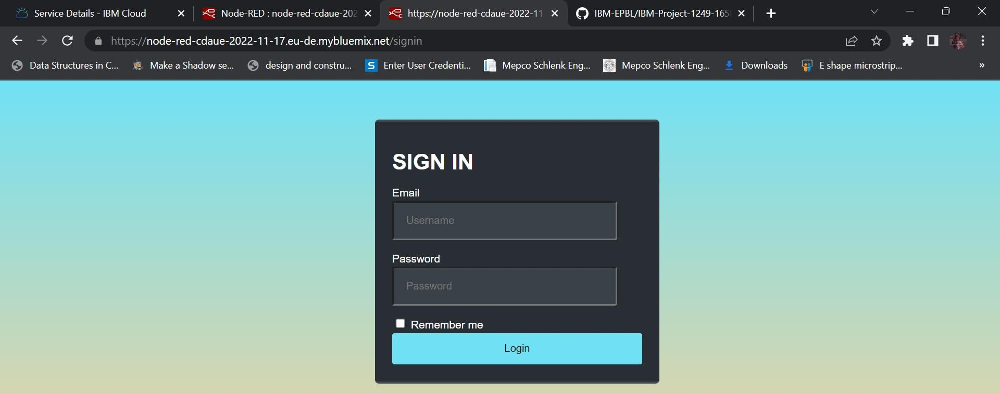 Service Details - IBM Cloud
Node-RED : node-red-cdaue-202
https://node-red-cdaue-2022-11
IBM-EPBL/IBM-Project-1249-165
https://node-red-cdaue-2022-11-17.eu-de.mybluemix.net/signin
Data Structures in C...
Make a Shadow se...
design and constru...
S
Enter User Credenti...
Mepco Schlenk Eng...
Mepco Schlenk Eng...
Downloads
E shape microstrip...
»
SIGN IN
Email
Username
Password
Password
Remember me
Login